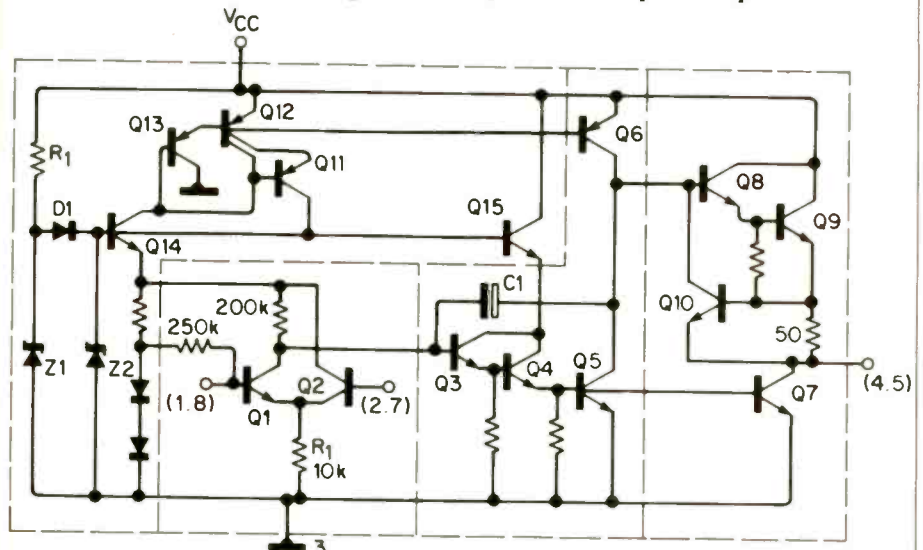 VCC
Q13
Q12
Q11
Q6
R1
D1
Q14
Q15
Q8
Q9
Q10
C1
200k
250k
50
Z1
Z2
(1.8)
Q1
Q2
(2.7)
Q3
Q4
Q5
Q7
(4.5)
R1
10k
3